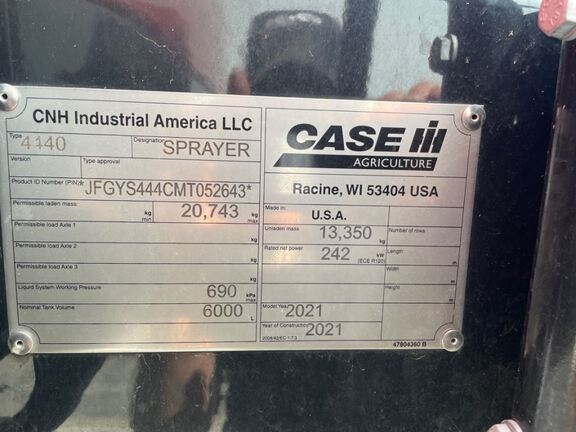 CNH Industrial America LLC
Type 4440 Designation SPRAYER
Version Type approval
Product ID Number (PIN) *JFGYS444CMT052643*
Permissible laden mass: kg min 20,743 kg max
Permissible load Axle 1 kg
Permissible load Axle 2 kg
Permissible load Axle 3 kg
Liquid System Working Pressure 690 kPa max
Nominal Tank Volume 6000 L
CASE IH
AGRICULTURE
Racine, WI 53404 USA
Made in: U.S.A.
Unladen mass 13,350 kg Number of rows
Rated net power 242 kW (ECE R120) Length m
Width m
Height m
Model Year 2021
Year of Construction 2021
2006/42/EC-1.7.3 47804360 B